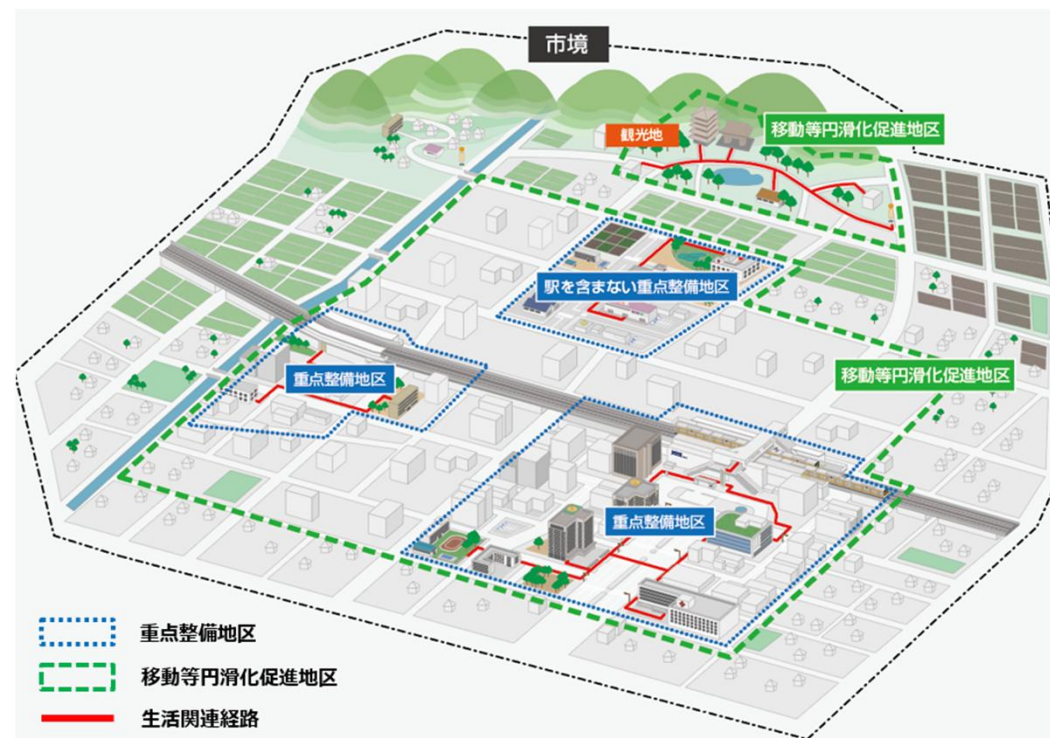 市境
移動等円滑化促進地区
観光地
駅を含まない重点整備地区
重点整備地区
移動等円滑化促進地区
重点整備地区
重点整備地区
移動等円滑化促進地区
生活関連経路